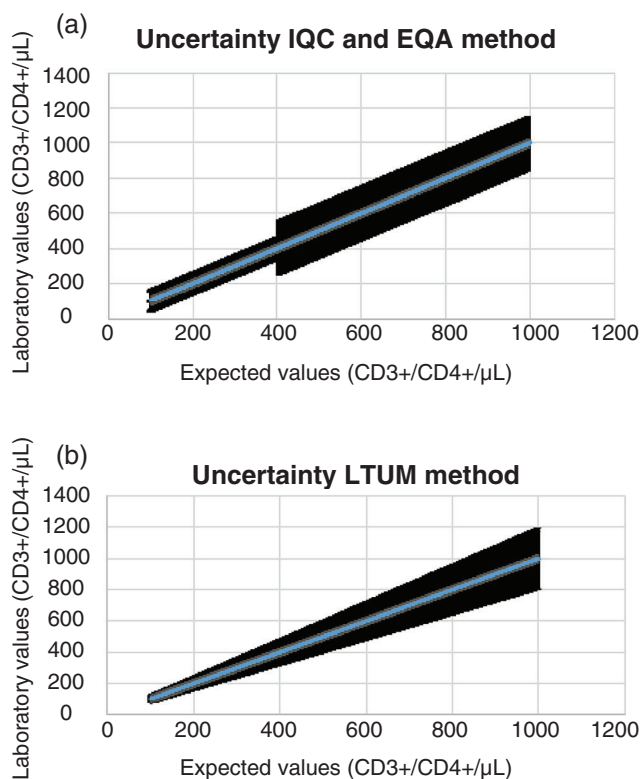 (a)
Uncertainty IQC and EQA method
Laboratory values (CD3+/CD4+/µL)
1400
1200
1000
800
600
400
200
0
0 200 400 600 800 1000 1200
Expected values (CD3+/CD4+/µL)
(b)
Uncertainty LTUM method
Laboratory values (CD3+/CD4+/µL)
1400
1200
1000
800
600
400
200
0
0 200 400 600 800 1000 1200
Expected values (CD3+/CD4+/µL)